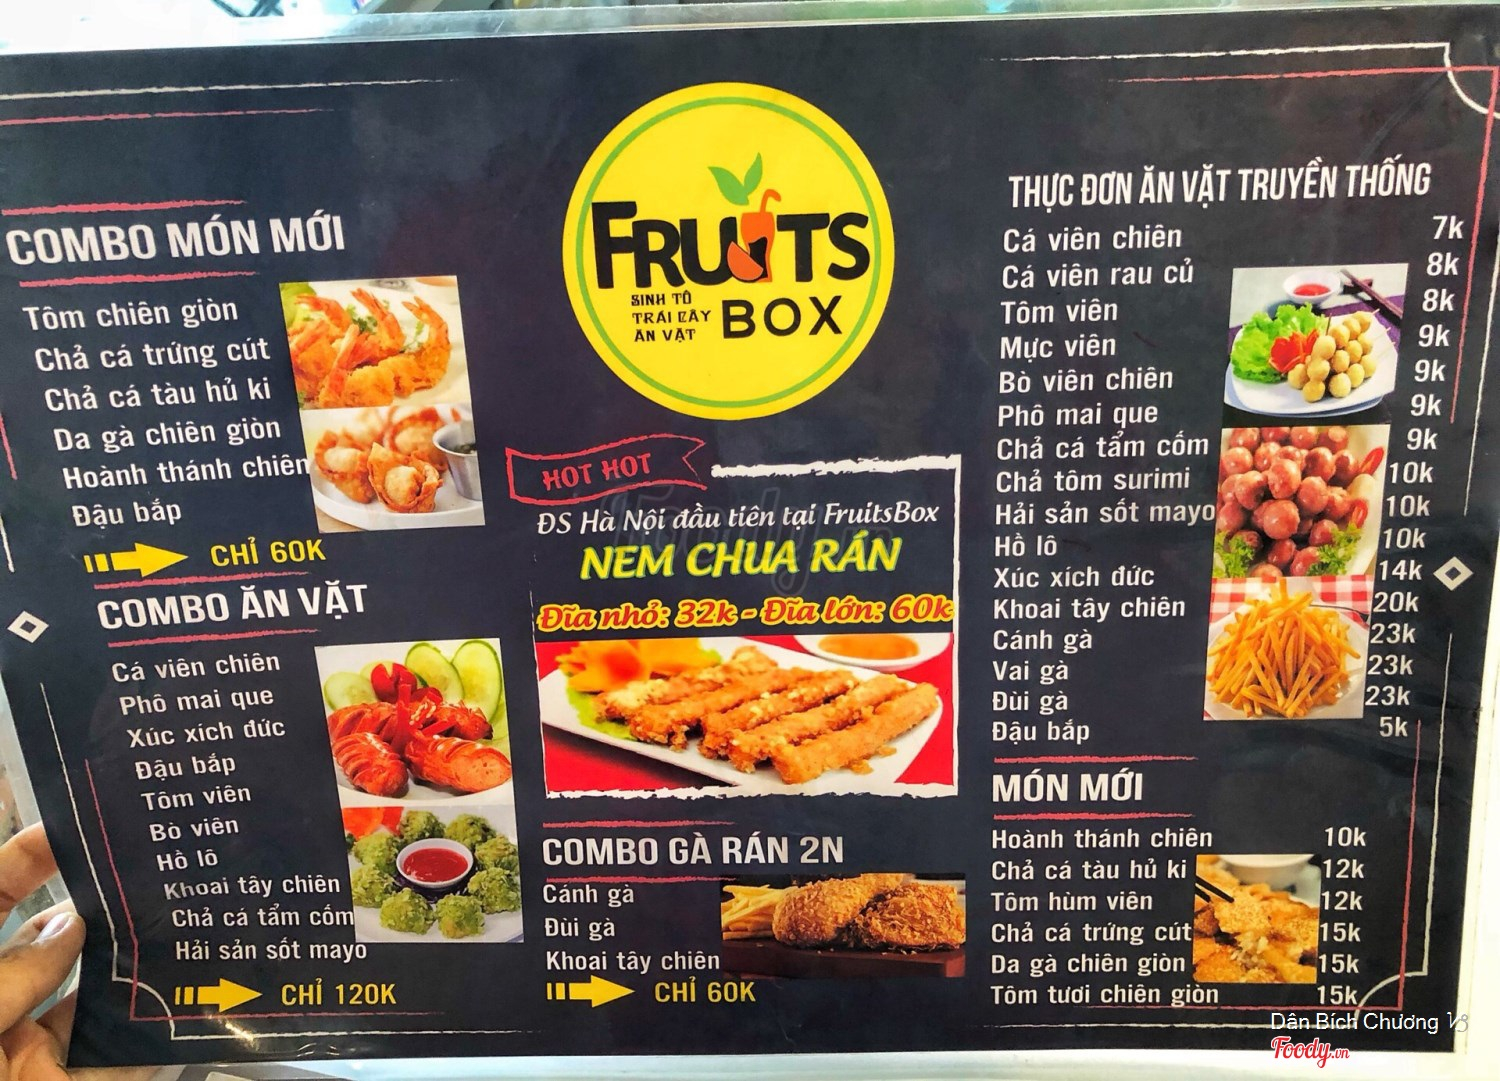 COMBO MÓN MỚI
Tôm chiên giòn
Chả cá trứng cút
Chả cá tàu hủ ki
Da gà chiên giòn
Hoành thánh chiên
Đậu bắp
CHỈ 60K
COMBO ĂN VẶT
Cá viên chiên
Phô mai que
Xúc xích đức
Đậu bắp
Tôm viên
Bò viên
Hồ lô
Khoai tây chiên
Chả cá tẩm cốm
Hải sản sốt mayo
CHỈ 120K
FRUITS
SINH TÔ
TRÁI CÂY
ĂN VẶT
BOX
HOT HOT
ĐS Hà Nội đầu tiên tại FruitsBox
NEM CHUA RÁN
Đĩa nhỏ: 32k - Đĩa lớn: 60k
COMBO GÀ RÁN 2N
Cánh gà
Đùi gà
Khoai tây chiên
CHỈ 60K
THỰC ĐƠN ĂN VẶT TRUYỀN THỐNG
Cá viên chiên 7k
Cá viên rau củ 8k
Tôm viên 8k
Mực viên 9k
Bò viên chiên 9k
Phô mai que 9k
Chả cá tẩm cốm 9k
Chả tôm surimi 10k
Hải sản sốt mayo 10k
Hồ lô 10k
Xúc xích đức 14k
Khoai tây chiên 20k
Cánh gà 23k
Vai gà 23k
Đùi gà 23k
Đậu bắp 5k
MÓN MỚI
Hoành thánh chiên 10k
Chả cá tàu hủ ki 12k
Tôm hùm viên 12k
Chả cá trứng cút 15k
Da gà chiên giòn 15k
Tôm tươi chiên giòn 15k
Dân Bích Chương
Foody.vn